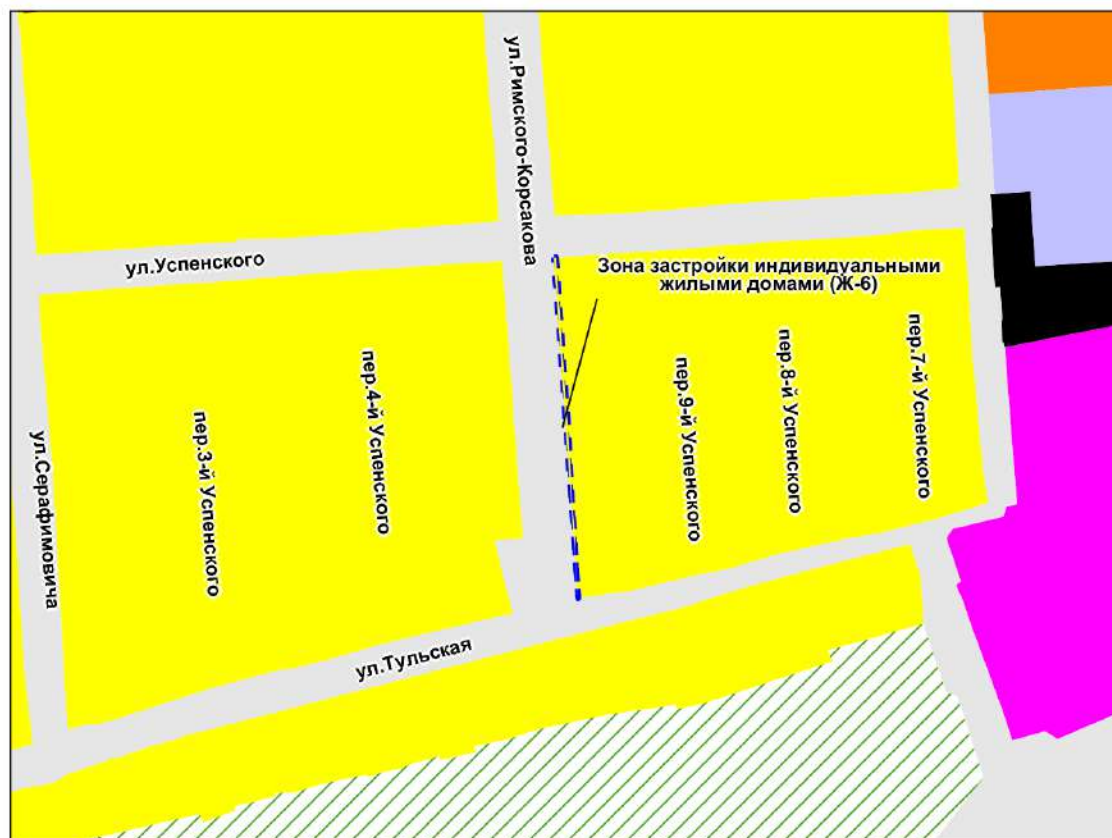 ул.Римского-Корсакова
ул.Успенского
Зона застройки индивидуальными
жилыми домами (Ж-6)
ул.Серафимовича
пер.3-й Успенского
пер.4-й Успенского
пер.9-й Успенского
пер.8-й Успенского
пер.7-й Успенского
ул.Тульская